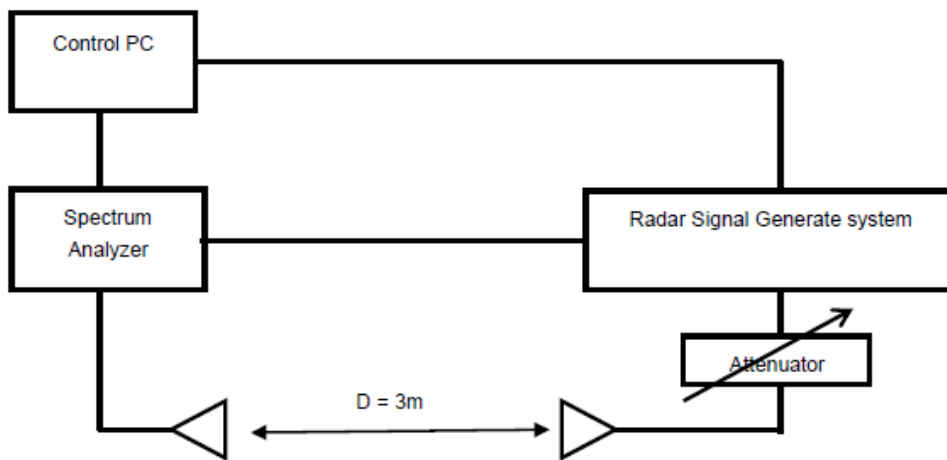 Control PC
Spectrum
Analyzer
Radar Signal Generate system
Attenuator
D = 3m